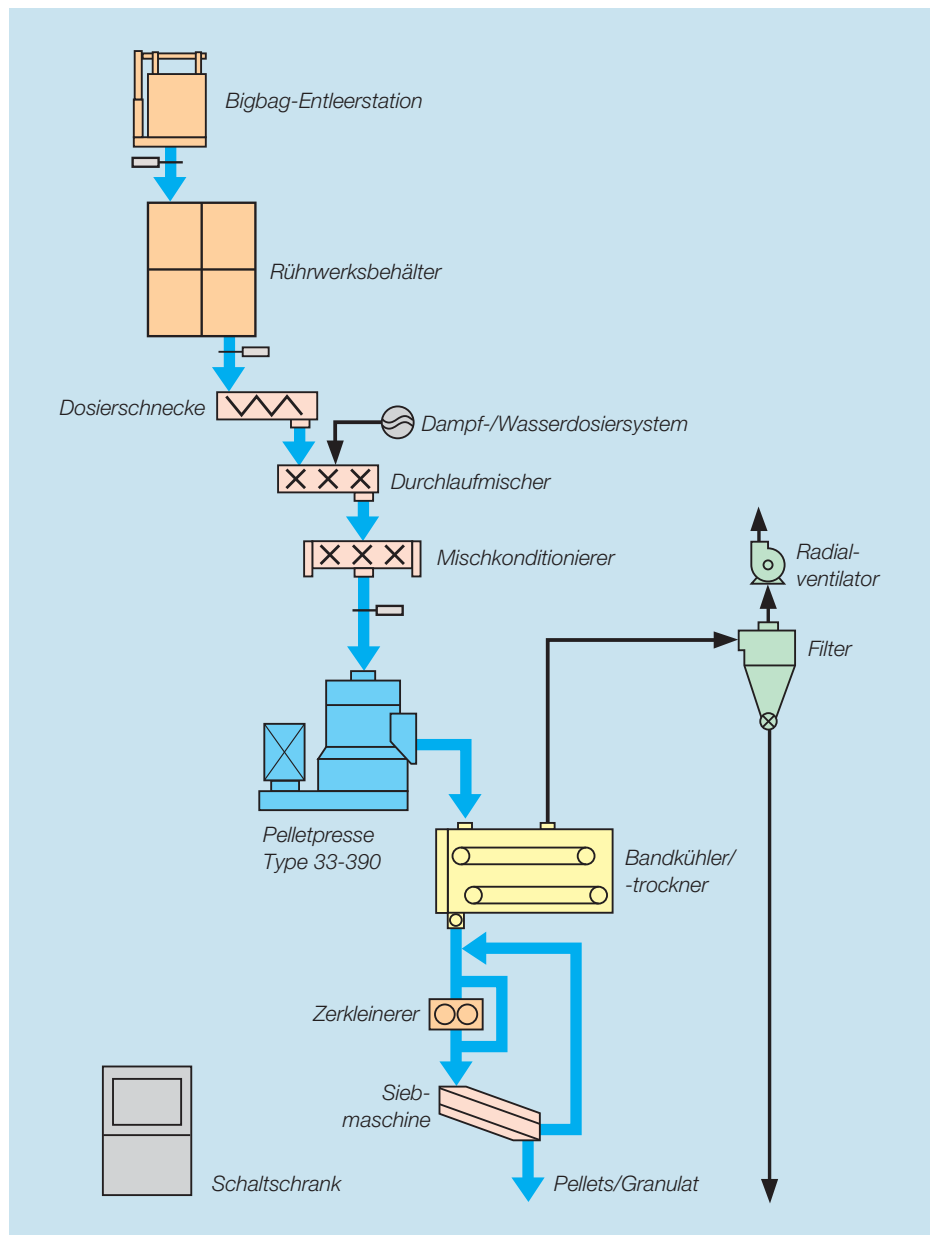 Bigbag-Entleerstation
Rührwerksbehälter
Dosierschnecke
Dampf-/Wasserdosiersystem
Durchlaufmischer
Mischkonditionierer
Radial-
ventilator
Filter
Pelletpresse
Type 33-390
Bandkühler/
-trockner
Zerkleinerer
Sieb-
maschine
Schaltschrank
Pellets/Granulat